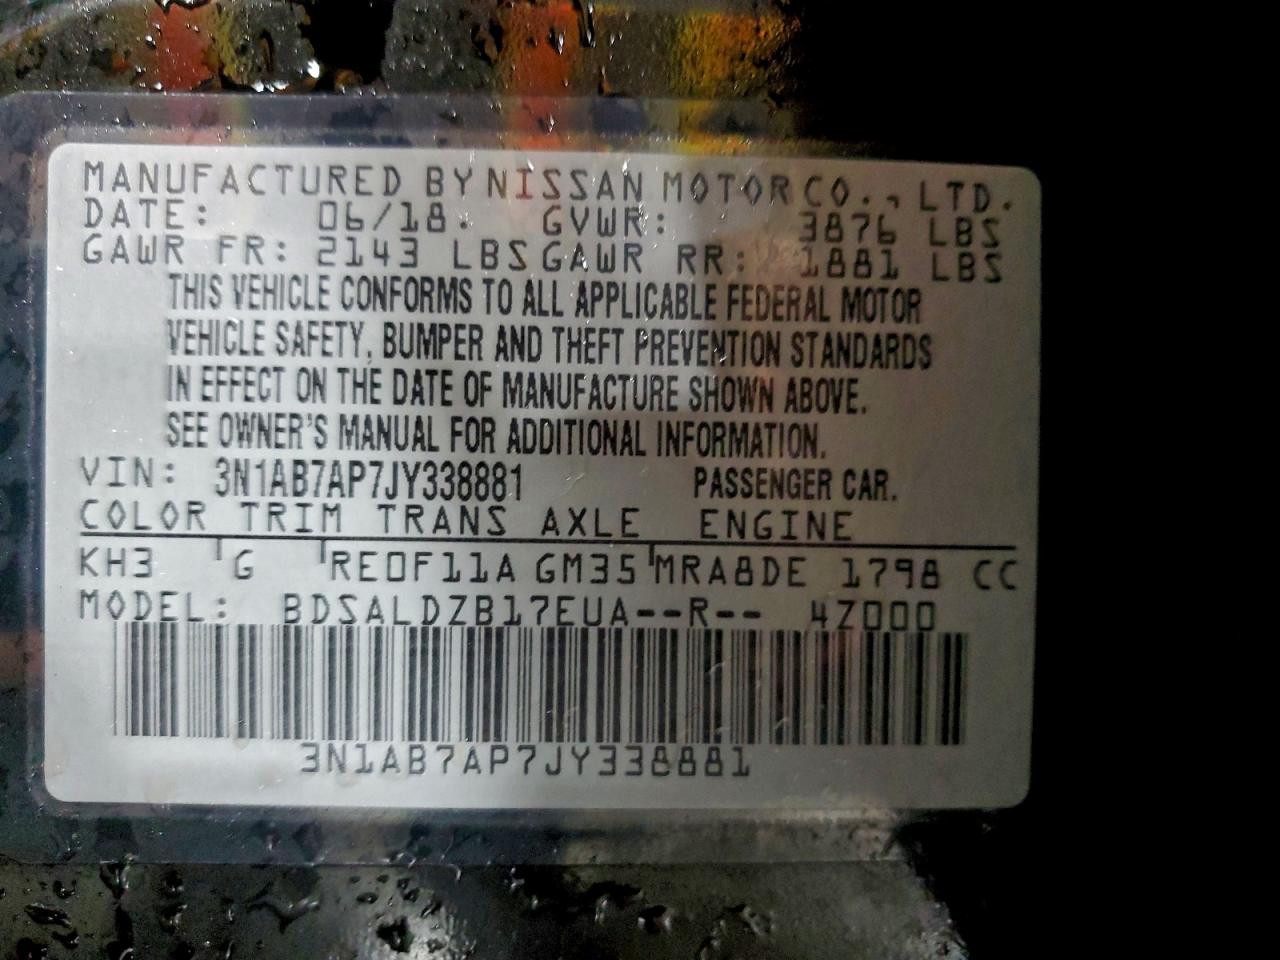 MANUFACTURED BY NISSAN MOTOR CO., LTD.
DATE: 06/18. GVWR: 3876 LBS
GAWR FR: 2143 LBS GAWR RR: 1881 LBS
THIS VEHICLE CONFORMS TO ALL APPLICABLE FEDERAL MOTOR
VEHICLE SAFETY, BUMPER AND THEFT PREVENTION STANDARDS
IN EFFECT ON THE DATE OF MANUFACTURE SHOWN ABOVE.
SEE OWNER'S MANUAL FOR ADDITIONAL INFORMATION.
VIN: 3N1AB7AP7JY338881 PASSENGER CAR.
COLOR TRIM TRANS AXLE ENGINE
KH3 G RE0F11A GM35 MRA8DE 1798 CC
MODEL: BDSALDZB17EUA--R-- 4Z000
3N1AB7AP7JY338881